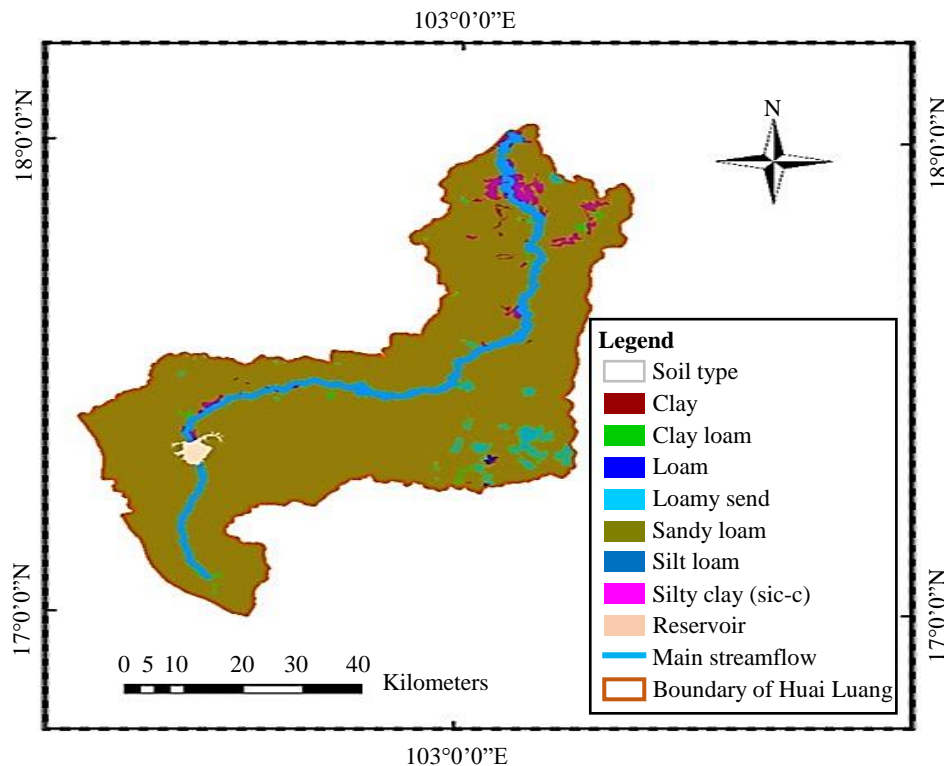 103°0'0”E
18°0'0”N
18°0'0”N
N
Legend
Soil type
Clay
Clay loam
Loam
Loamy send
Sandy loam
Silt loam
Silty clay (sic-c)
Reservoir
Main streamflow
Boundary of Huai Luang
17°0'0”N
17°0'0”N
0 5 10 20 30 40
Kilometers
103°0'0”E